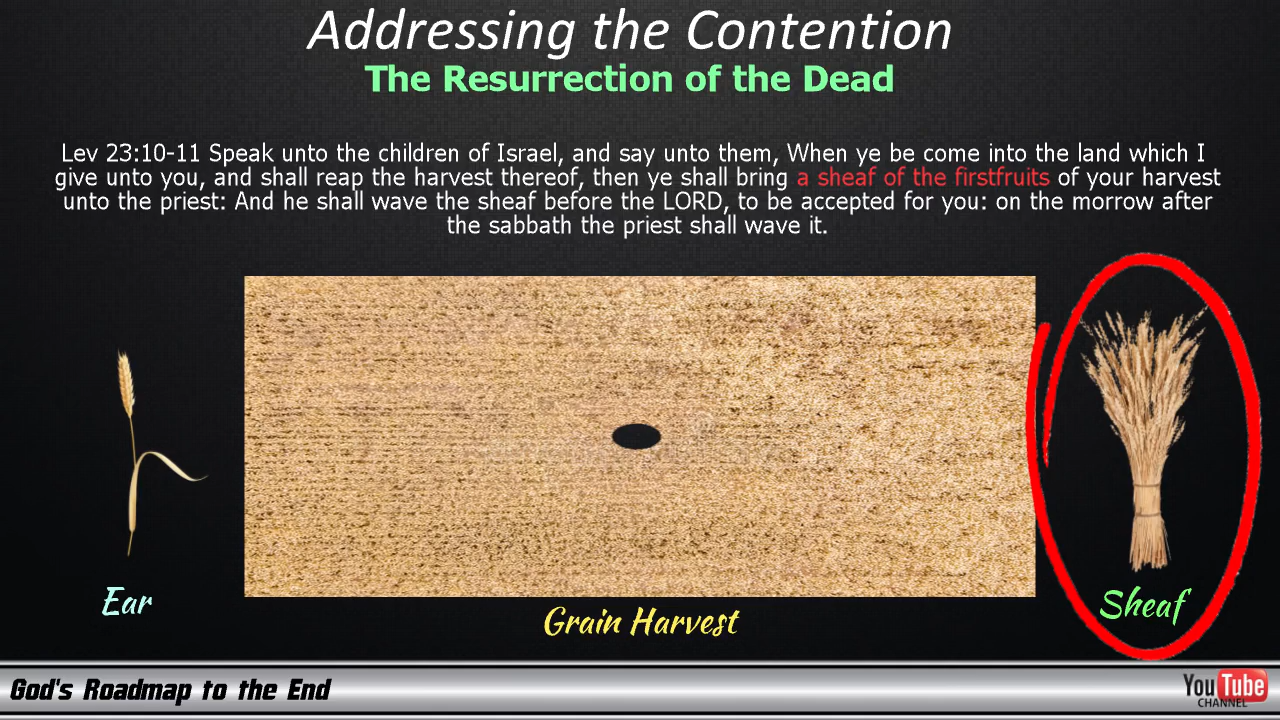 Addressing the Contention
The Resurrection of the Dead
Lev 23:10-11 Speak unto the children of Israel, and say unto them, When ye be come into the land which I
give unto you, and shall reap the harvest thereof, then ye shall bring a sheaf of the firstfruits of your harvest
unto the priest: And he shall wave the sheaf before the LORD, to be accepted for you: on the morrow after
the sabbath the priest shall wave it.
Ear
Grain Harvest
Sheaf
God's Roadmap to the End
YouTube
CHANNEL